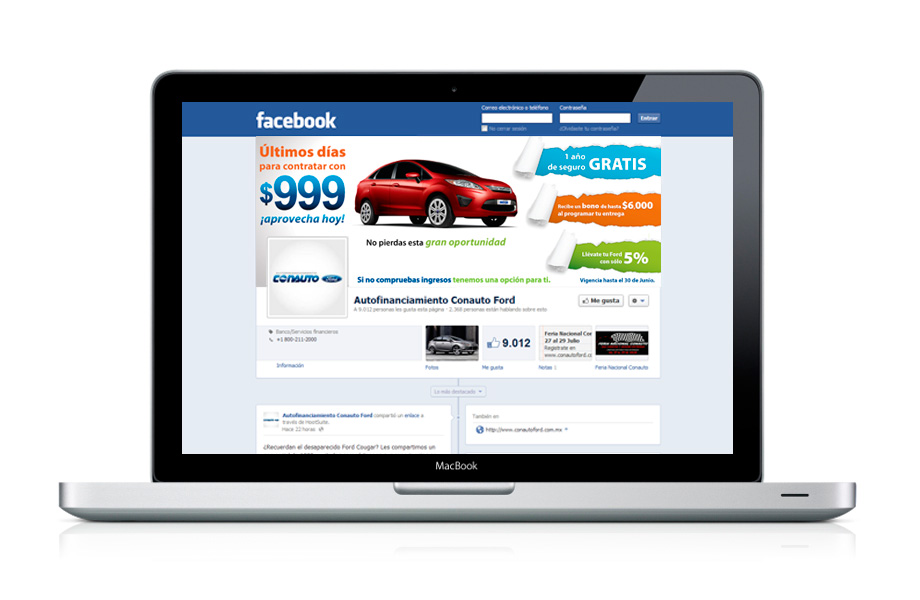 facebook
Correo electrónico o teléfono
Contraseña
Entrar
No cerrar sesión
¿Olvidaste tu contraseña?
Últimos días
para contratar con
$999
¡aprovecha hoy!
1 año
de seguro GRATIS
Recibe un bono de hasta $6,000
al programar tu entrega
No pierdas esta gran oportunidad
Llévate tu Ford
con sólo 5%
Si no compruebas ingresos tenemos una opción para ti.
Vigencia hasta el 30 de Junio.
CONAUTO Ford
Autofinanciamiento Conauto Ford
A 9.012 personas les gusta esta página · 2.368 personas están hablando sobre esto
Me gusta
Banco/Servicios financieros
+1 800-211-2000
Información
Fotos
9.012
Me gusta
Feria Nacional Con
27 al 29 Julio
Regístrate en
www.conautoford.co
Notas 1
FERIA NACIONAL CONAUTO
Feria Nacional Conauto
Lo más destacado
Autofinanciamiento Conauto Ford compartió un enlace a
través de HootSuite.
Hace 22 horas
¿Recuerdan el desaparecido Ford Cougar? Les compartimos un
También en
http://www.conautoford.com.mx
MacBook